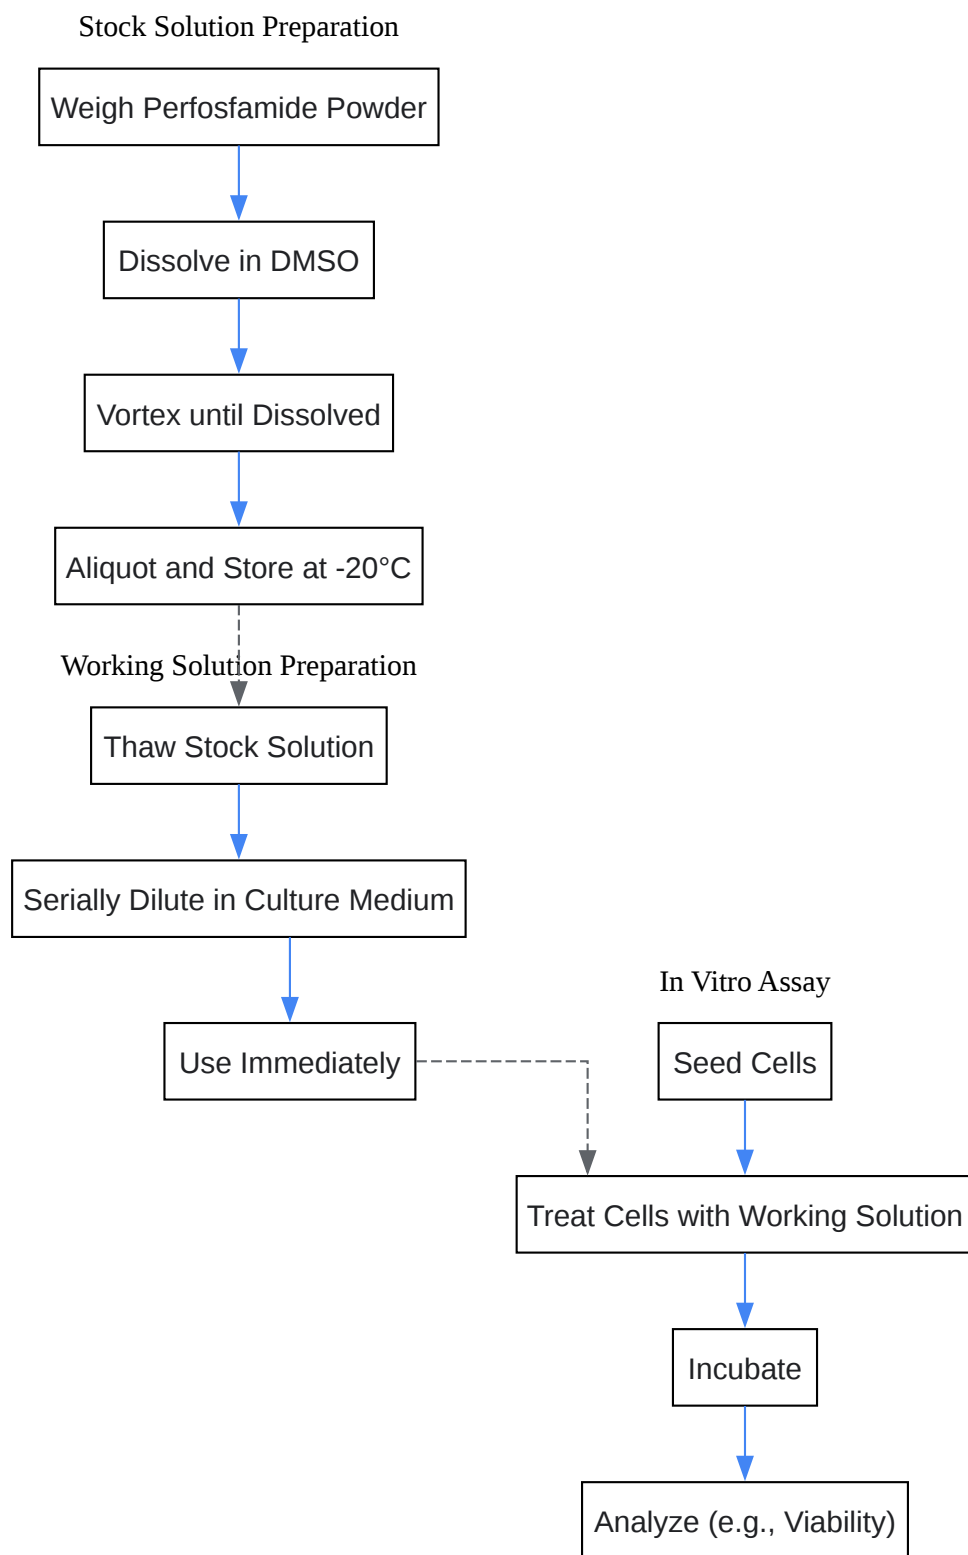 Stock Solution Preparation
Weigh Perfosfamide Powder
Dissolve in DMSO
Vortex until Dissolved
Aliquot and Store at -20°C
Working Solution Preparation
Thaw Stock Solution
Serially Dilute in Culture Medium
Use Immediately
In Vitro Assay
Seed Cells
Treat Cells with Working Solution
Incubate
Analyze (e.g., Viability)